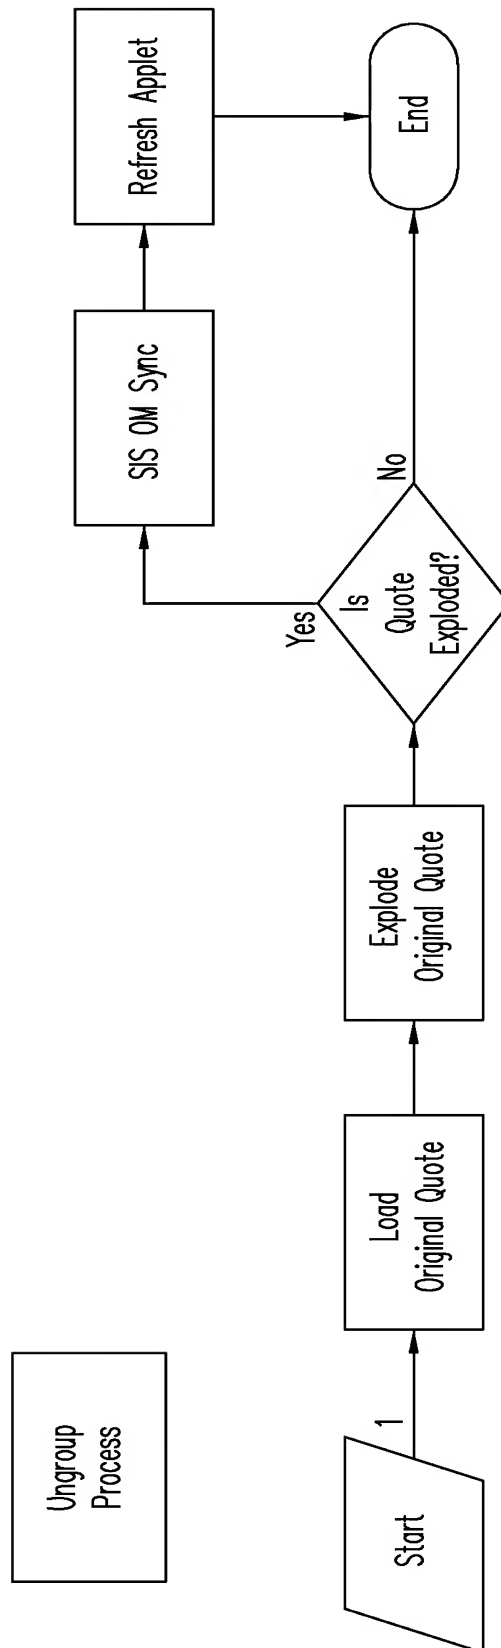 Ungroup
Process
Start
1
Load
Original Quote
Explode
Original Quote
Is
Quote
Exploded?
Yes
No
SIS OM Sync
Refresh Applet
End